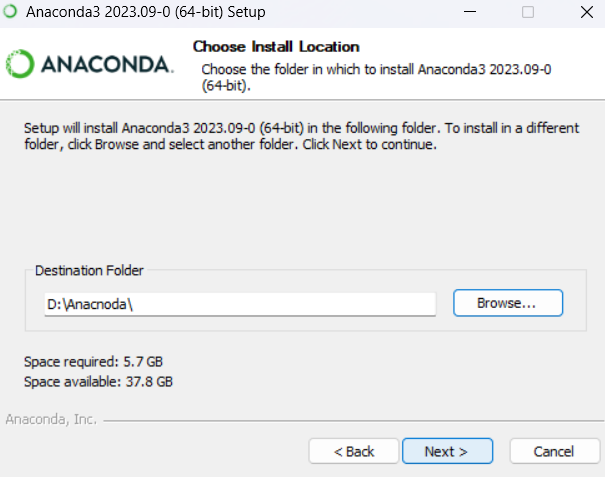 Anaconda3 2023.09-0 (64-bit) Setup
ANACONDA.
Choose Install Location
Choose the folder in which to install Anaconda3 2023.09-0
(64-bit).
Setup will install Anaconda3 2023.09-0 (64-bit) in the following folder. To install in a different
folder, click Browse and select another folder. Click Next to continue.
Destination Folder
D:\Anacnoda\
Browse...
Space required: 5.7 GB
Space available: 37.8 GB
Anaconda, Inc.
< Back
Next >
Cancel